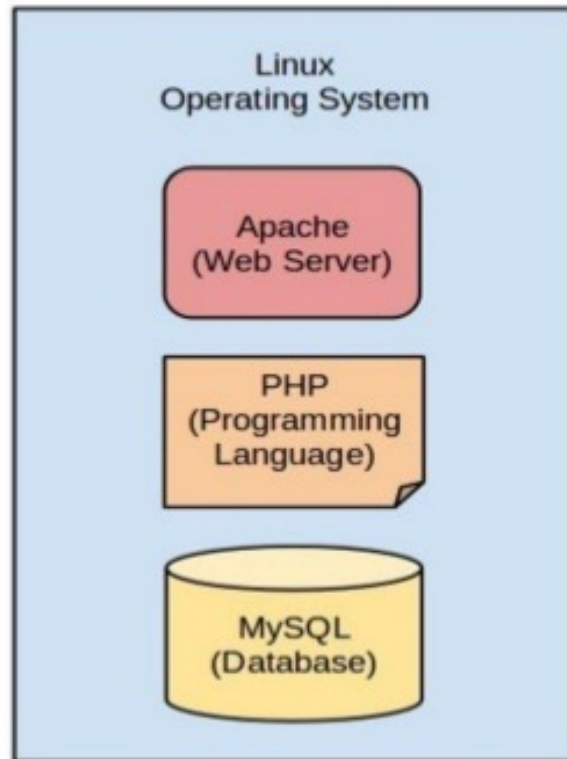 Linux
Operating System
Apache
(Web Server)
PHP
(Programming
Language)
MySQL
(Database)